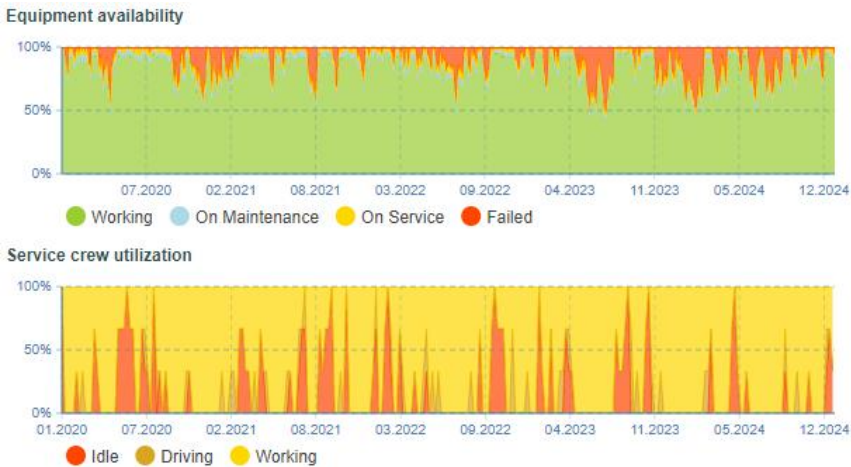 Equipment availability
100%
50%
0%
07.2020 02.2021 08.2021 03.2022 09.2022 04.2023 11.2023 05.2024 12.2024
Working On Maintenance On Service Failed
Service crew utilization
100%
50%
0%
01.2020 07.2020 02.2021 08.2021 03.2022 09.2022 04.2023 11.2023 05.2024 12.2024
Idle Driving Working